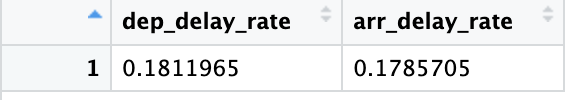 dep_delay_rate arr_delay_rate
1 0.1811965 0.1785705